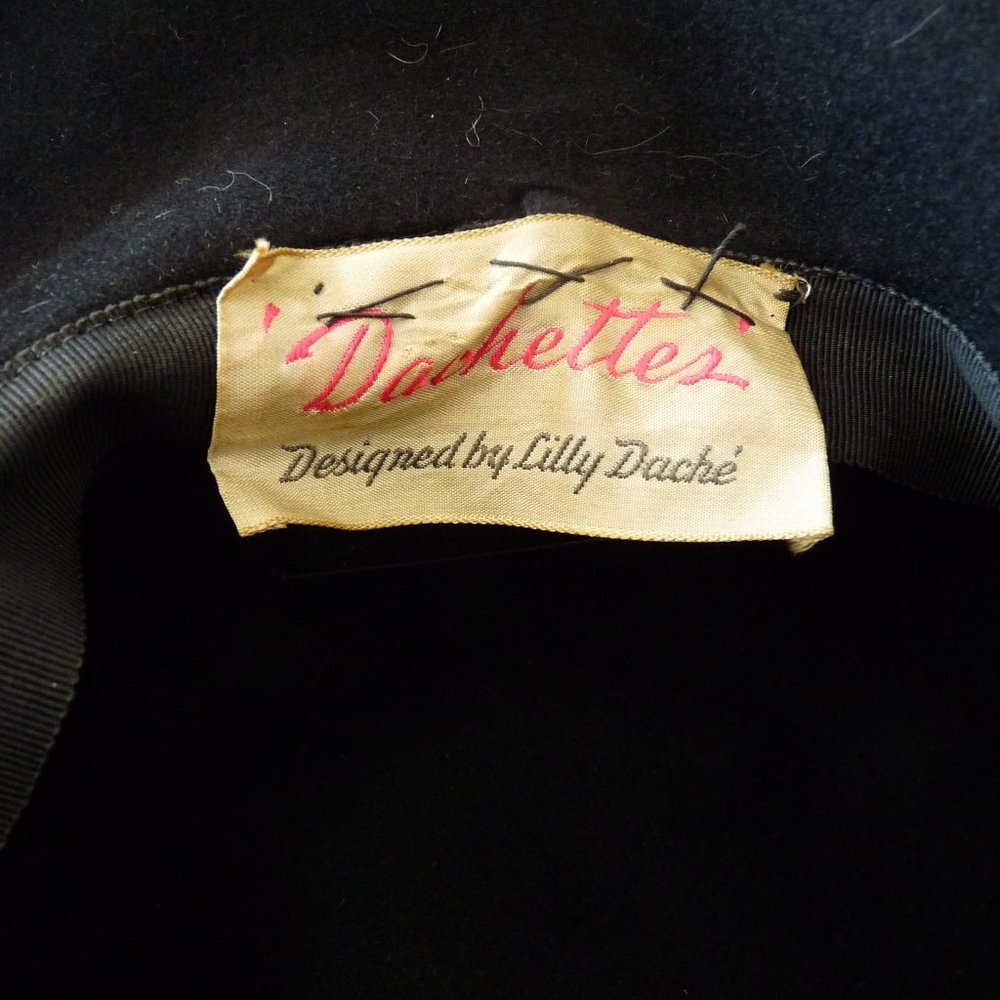 'Dachettes'
Designed by Lilly Daché